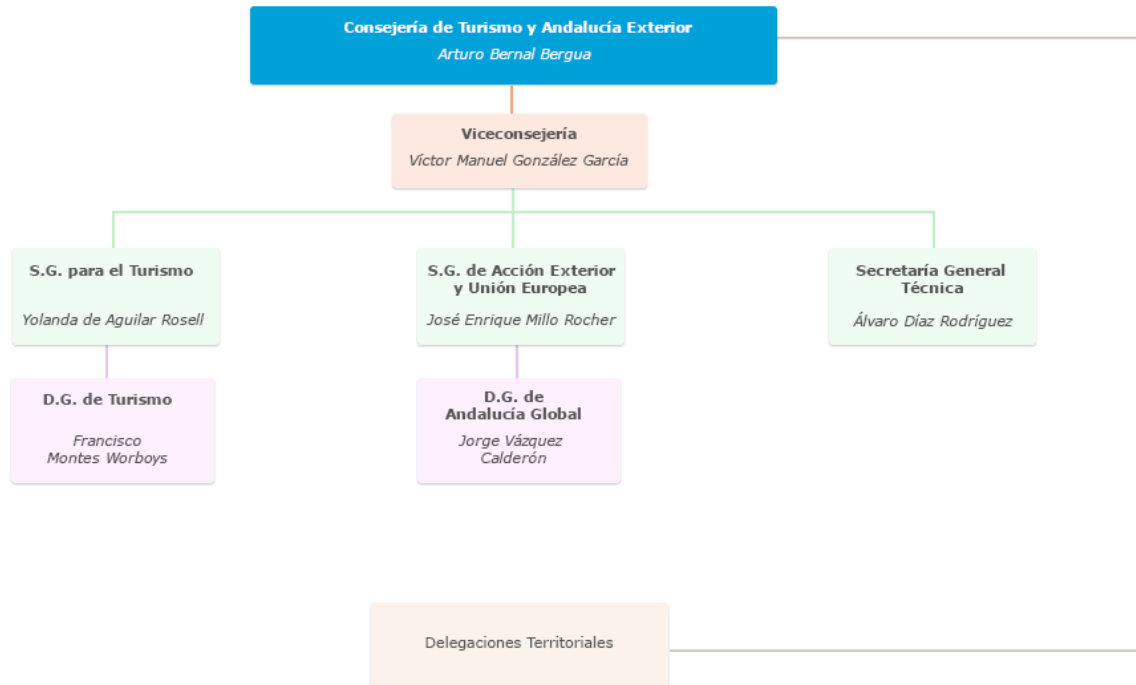 Consejería de Turismo y Andalucía Exterior
Arturo Bernal Bergua
Viceconsejería
Víctor Manuel González García
S.G. para el Turismo
Yolanda de Aguilar Rosell
S.G. de Acción Exterior
y Unión Europea
José Enrique Millo Rocher
Secretaría General
Técnica
Álvaro Díaz Rodríguez
D.G. de Turismo
Francisco
Montes Worboys
D.G. de
Andalucía Global
Jorge Vázquez
Calderón
Delegaciones Territoriales